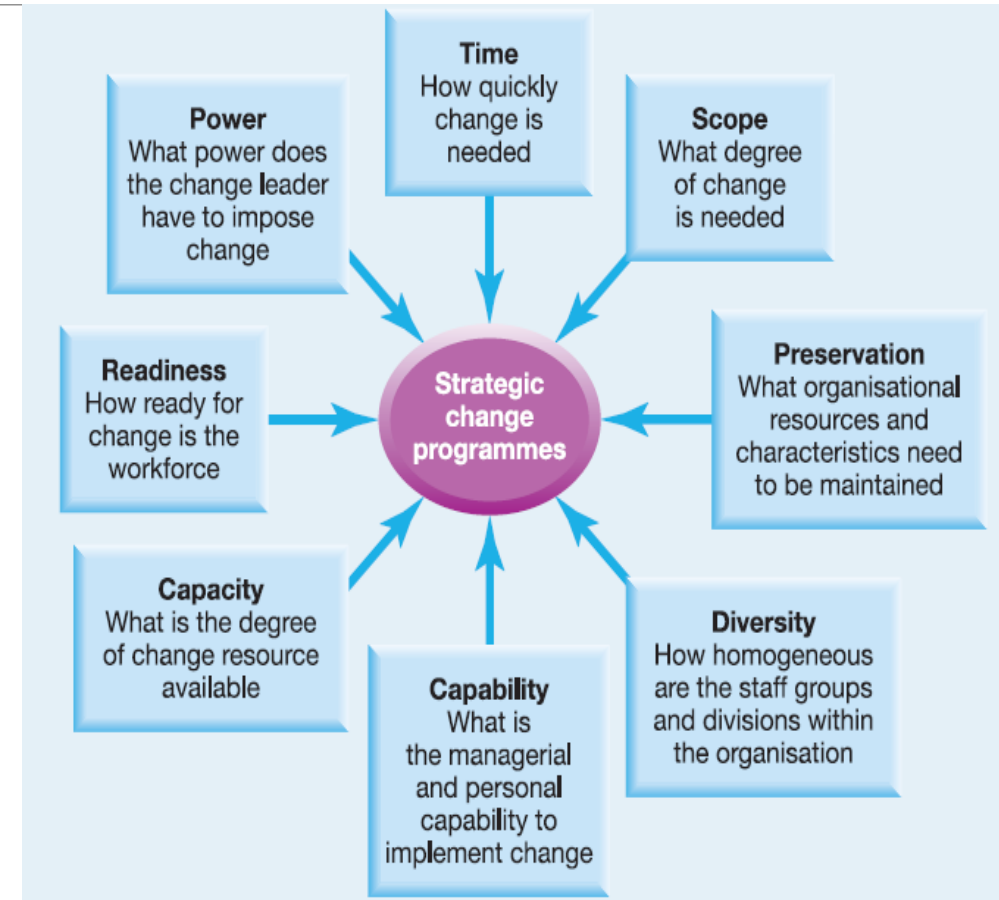 Time
How quickly
change is
needed
Scope
What degree
of change
is needed
Preservation
What organisational
resources and
characteristics need
to be maintained
Diversity
How homogeneous
are the staff groups
and divisions within
the organisation
Capability
What is
the managerial
and personal
capability to
implement change
Capacity
What is the degree
of change resource
available
Readiness
How ready for
change is the
workforce
Power
What power does
the change leader
have to impose
change
Strategic
change
programmes